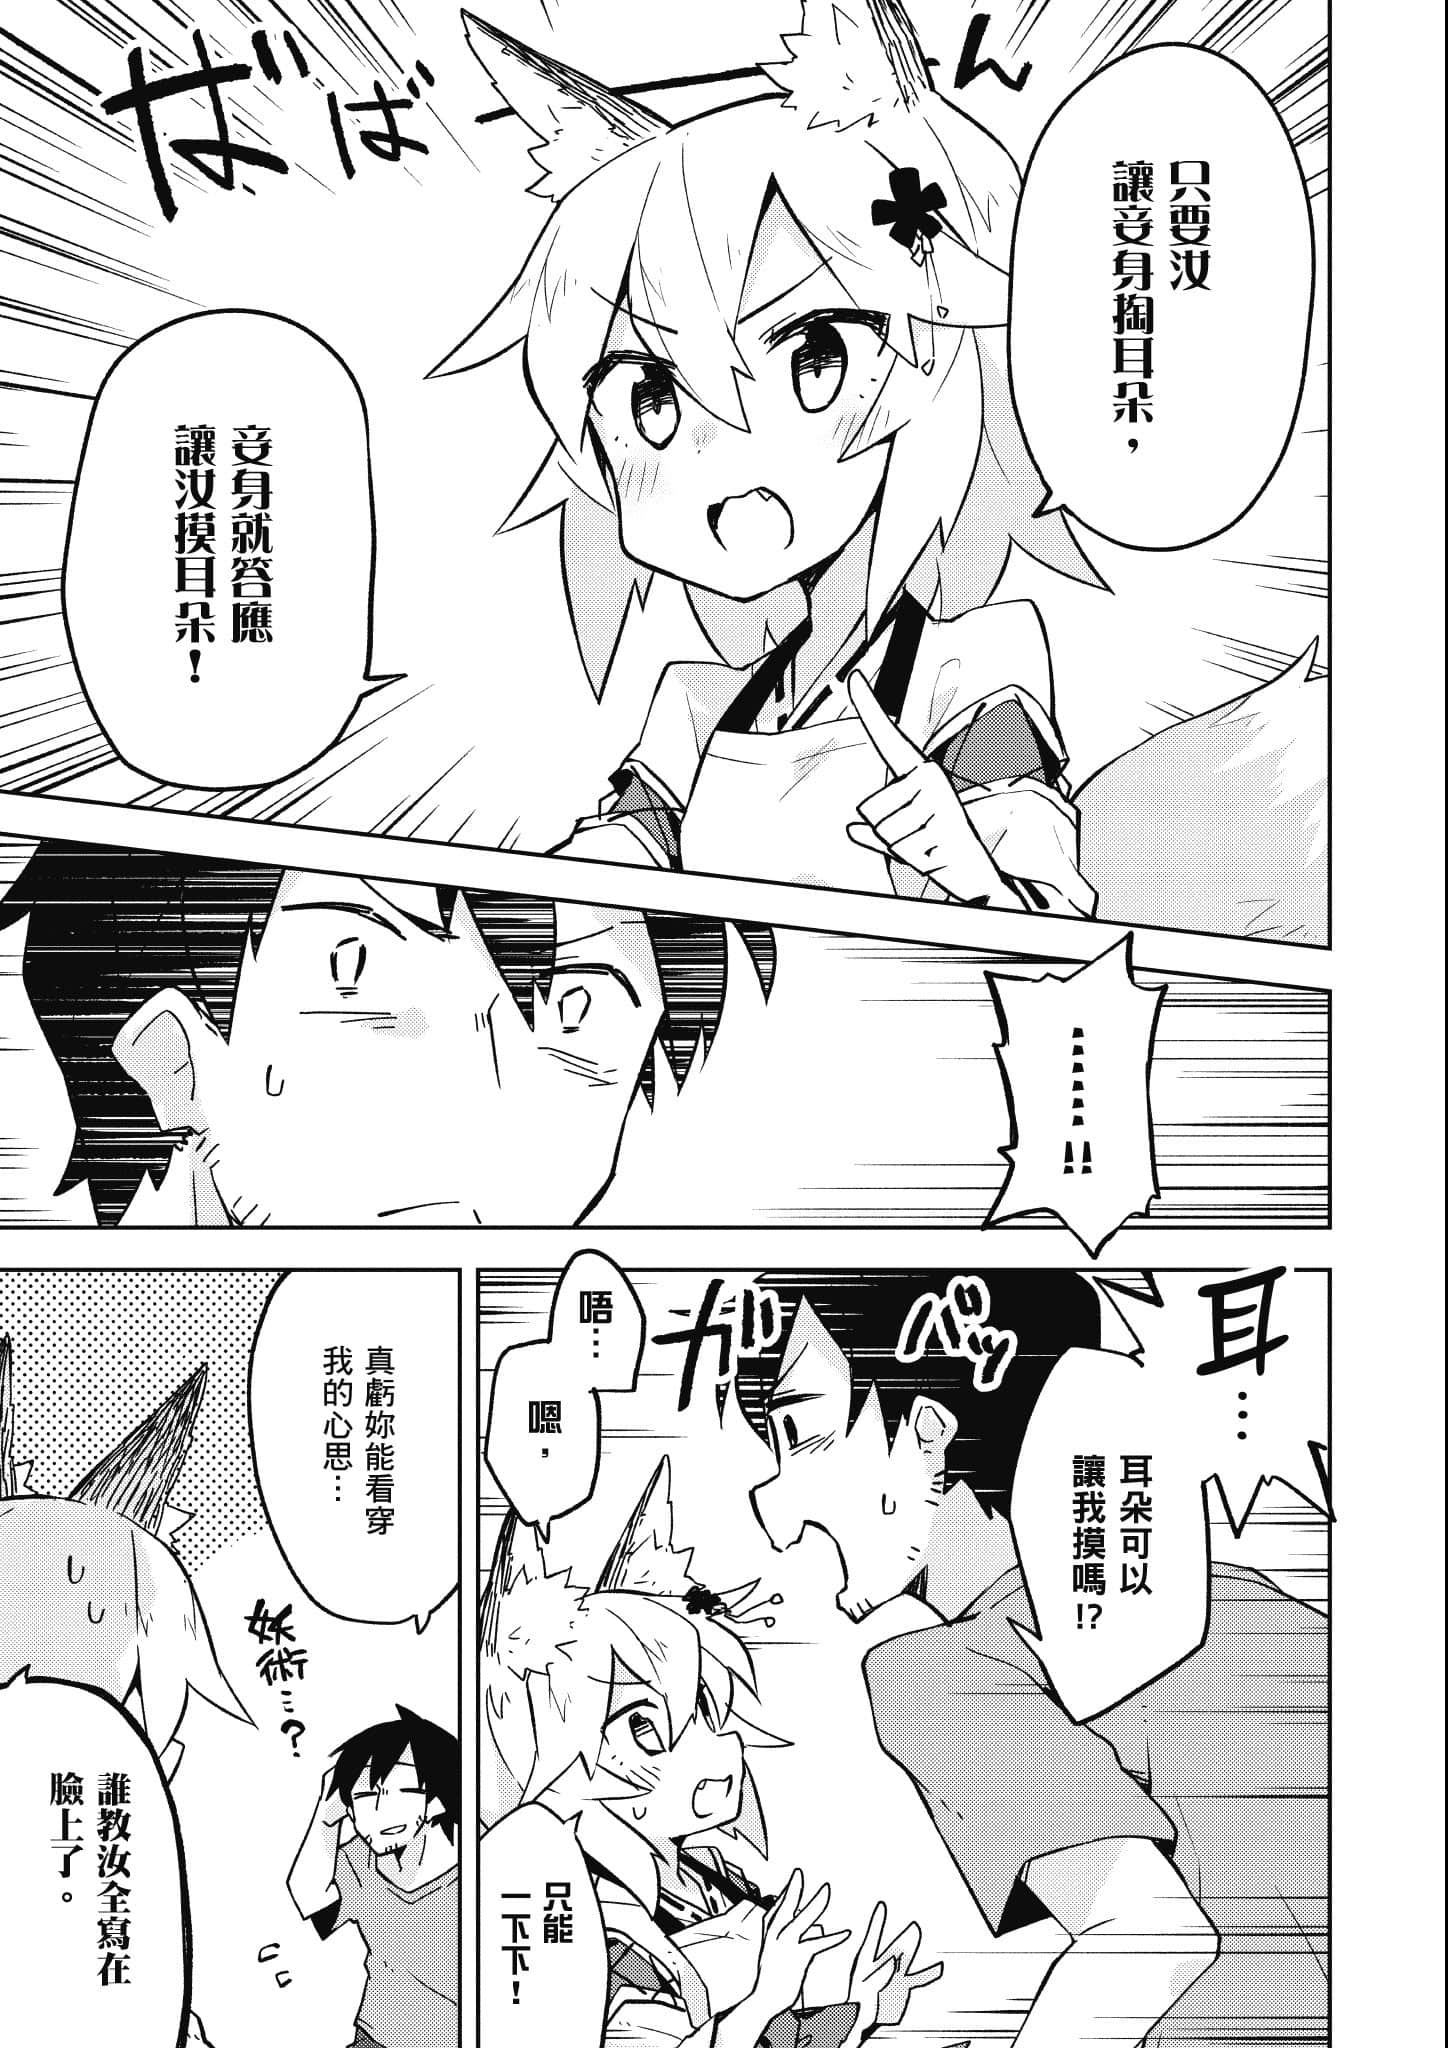 只要汝
讓妾身掏耳朵，
ばばーん
妾身就答應
讓汝摸耳朵！
……!!
耳…
耳朵可以
讓我摸嗎!?
ガバッ
唔…
嗯，
只能
一下下！
真虧妳能看穿
我的心思…
妖術…？
誰教汝全寫在
臉上了。